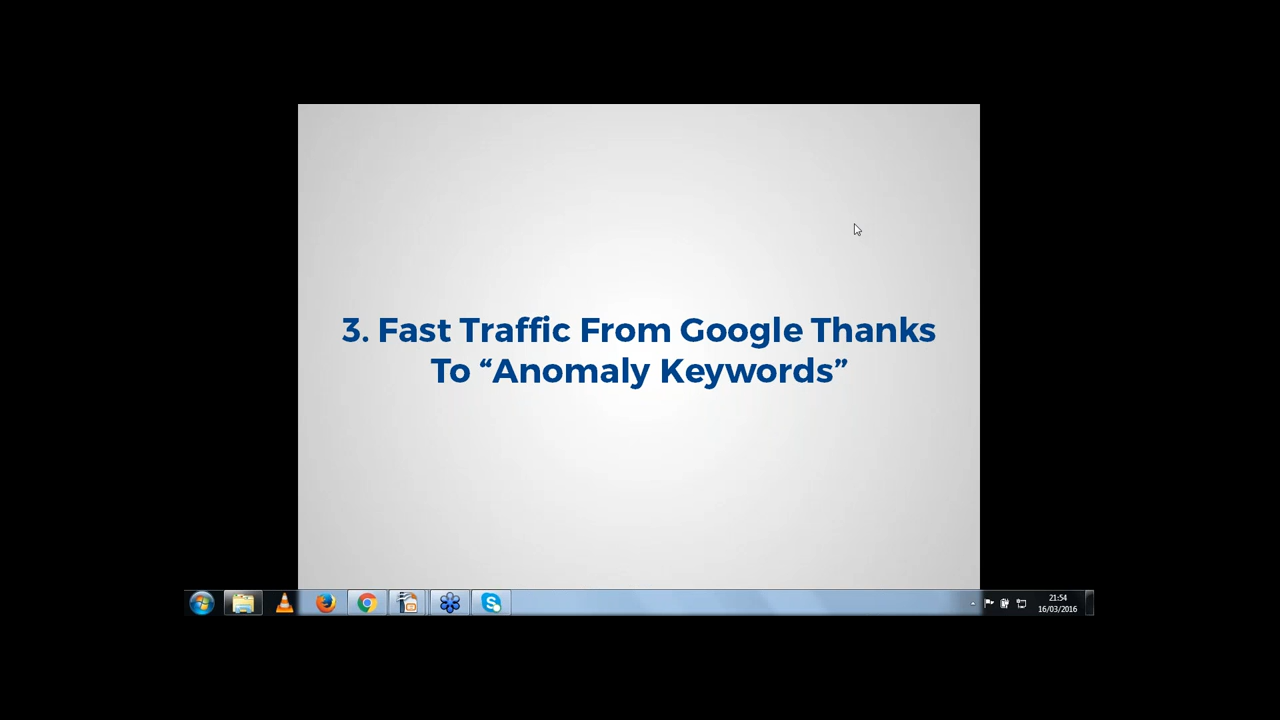 3. Fast Traffic From Google Thanks
To “Anomaly Keywords”
21:54
16/03/2016